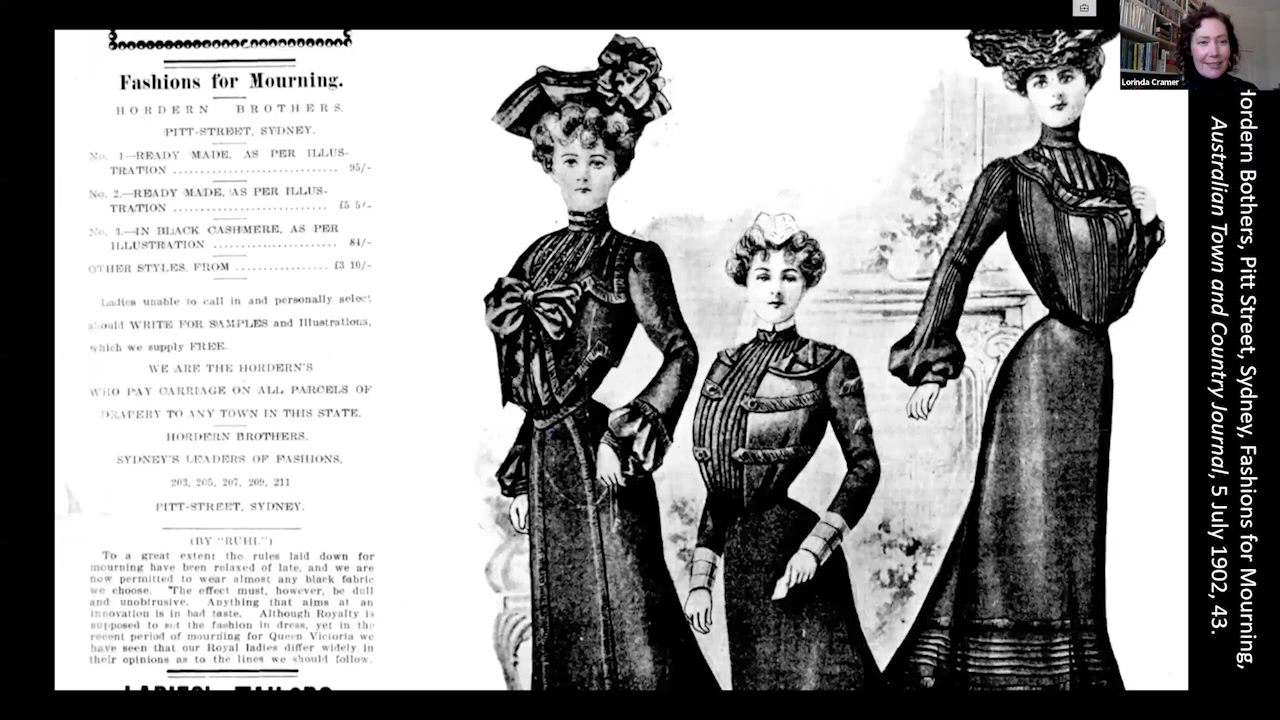 Fashions for Mourning.
HORDERN BROTHERS.
PITT-STREET, SYDNEY.
No. 1—READY MADE, AS PER ILLUS-
TRATION .......................... 95/-
No. 2.—READY MADE, AS PER ILLUS-
TRATION .......................... £5 5/-
No. 3.—IN BLACK CASHMERE, AS PER
ILLUSTRATION ..................... 84/-
OTHER STYLES, FROM ............... £3 10/-
Ladies unable to call in and personally select
should WRITE FOR SAMPLES and Illustrations,
which we supply FREE.
WE ARE THE HORDERN'S
WHO PAY CARRIAGE ON ALL PARCELS OF
DRAPERY TO ANY TOWN IN THIS STATE.
HORDERN BROTHERS.
SYDNEY'S LEADERS OF FASHIONS,
203, 205, 207, 209, 211
PITT-STREET, SYDNEY.
(BY "RUHL")
To a great extent the rules laid down for
mourning have been relaxed of late, and we are
now permitted to wear almost any black fabric
we choose. The effect must, however, be dull
and unobtrusive. Anything that aims at an
innovation is in bad taste. Although Royalty is
supposed to set the fashion in dress, yet in the
recent period of mourning for Queen Victoria we
have seen that our Royal ladies differ widely in
their opinions as to the lines we should follow.
Lorinda Cramer
Hordern Bothers, Pitt Street, Sydney, Fashions for Mourning,
Australian Town and Country Journal, 5 July 1902, 43.